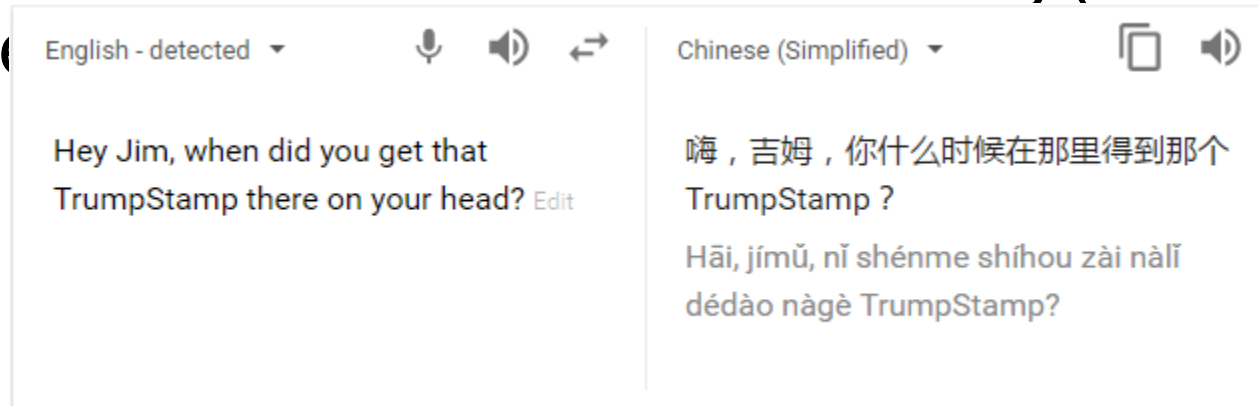 English - detected
Chinese (Simplified)
Hey Jim, when did you get that
TrumpStamp there on your head? Edit
嗨，吉姆，你什么时候在那里得到那个
TrumpStamp？
Hāi, jímǔ, nǐ shénme shíhou zài nàlǐ
dédào nàgè TrumpStamp?